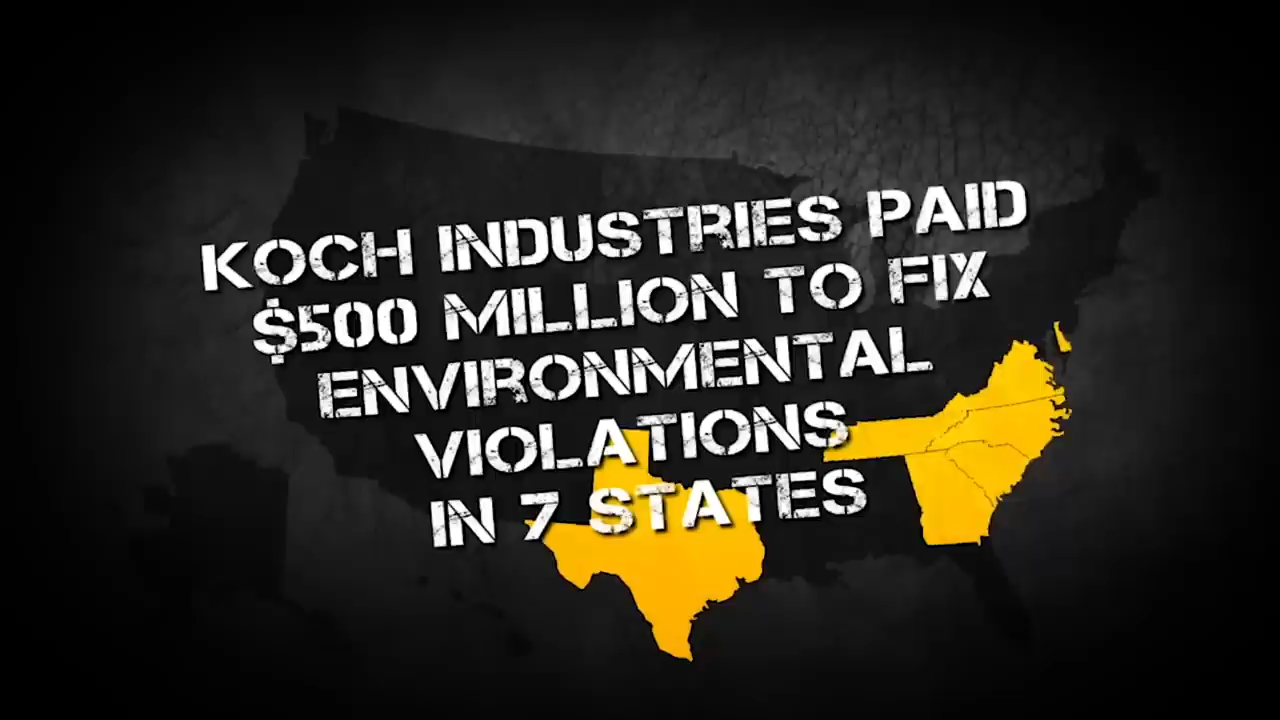 KOCH INDUSTRIES PAID
$500 MILLION TO FIX
ENVIRONMENTAL
VIOLATIONS
IN 7 STATES